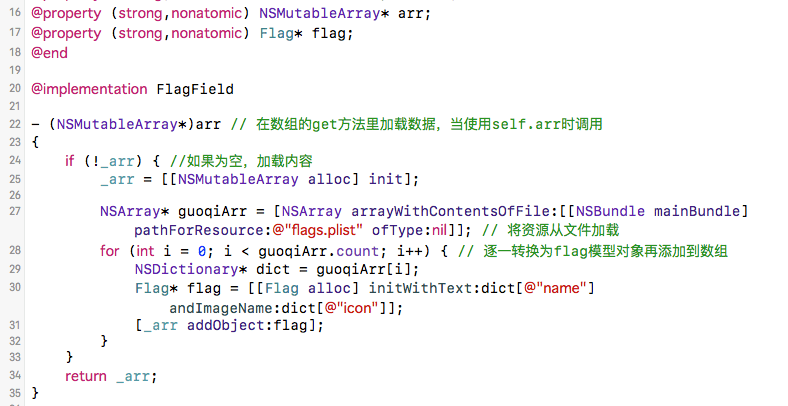 16 @property (strong,nonatomic) NSMutableArray* arr;
17 @property (strong,nonatomic) Flag* flag;
18 @end
19
20 @implementation FlagField
21
22 - (NSMutableArray*)arr // 在数组的get方法里加载数据，当使用self.arr时调用
23 {
24 if (!_arr) { //如果为空，加载内容
25 _arr = [[NSMutableArray alloc] init];
26
27 NSArray* guoqiArr = [NSArray arrayWithContentsOfFile:[[NSBundle mainBundle]
pathForResource:@"flags.plist" ofType:nil]]; // 将资源从文件加载
28 for (int i = 0; i < guoqiArr.count; i++) { // 逐一转换为flag模型对象再添加到数组
29 NSDictionary* dict = guoqiArr[i];
30 Flag* flag = [[Flag alloc] initWithText:dict[@"name"]
andImageName:dict[@"icon"]];
31 [_arr addObject:flag];
32 }
33 }
34 return _arr;
35 }